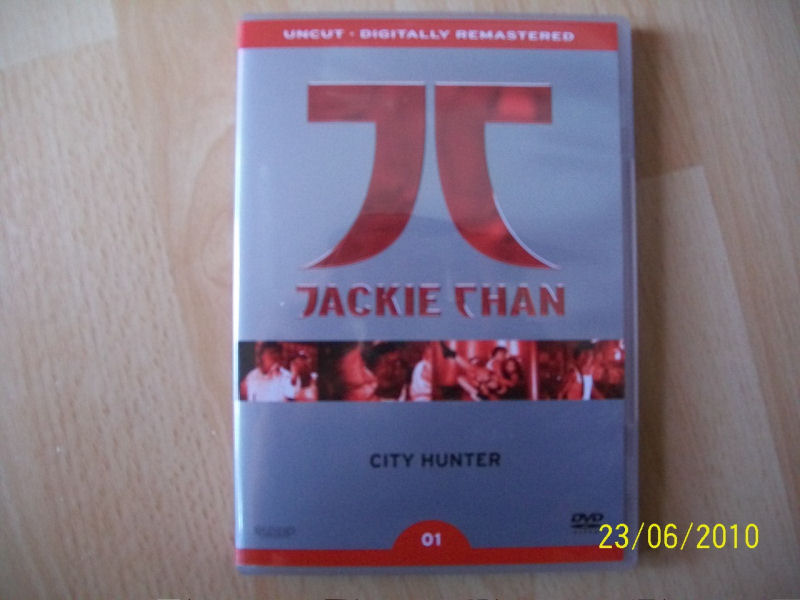 UNCUT · DIGITALLY REMASTERED
JACKIE CHAN
CITY HUNTER
DVD
01
23/06/2010